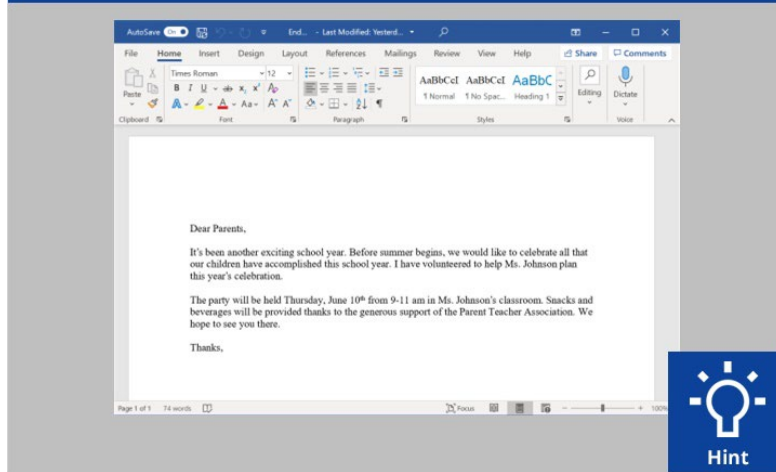 AutoSave On End... - Last Modified: Yesterd...
File Home Insert Design Layout References Mailings Review View Help Share Comments
Times Roman 12
AaBbCcI AaBbCcI AaBbC
Paste
B I U ab x₂ x² A
Editing Dictate
A A Aa A^ A˅
¶ Normal ¶ No Spac... Heading 1
Clipboard Font Paragraph Styles Voice
Dear Parents,
It's been another exciting school year. Before summer begins, we would like to celebrate all that
our children have accomplished this school year. I have volunteered to help Ms. Johnson plan
this year's celebration.
The party will be held Thursday, June 10th from 9-11 am in Ms. Johnson's classroom. Snacks and
beverages will be provided thanks to the generous support of the Parent Teacher Association. We
hope to see you there.
Thanks,
Page 1 of 1 74 words Focus 100%
Hint